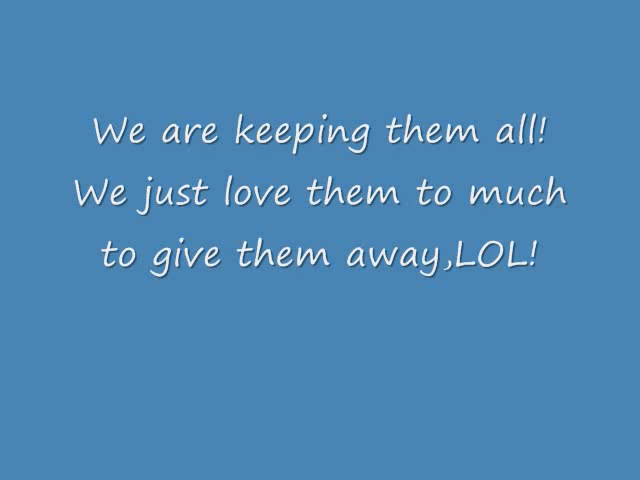 We are keeping them all!
We just love them to much
to give them away,LOL!